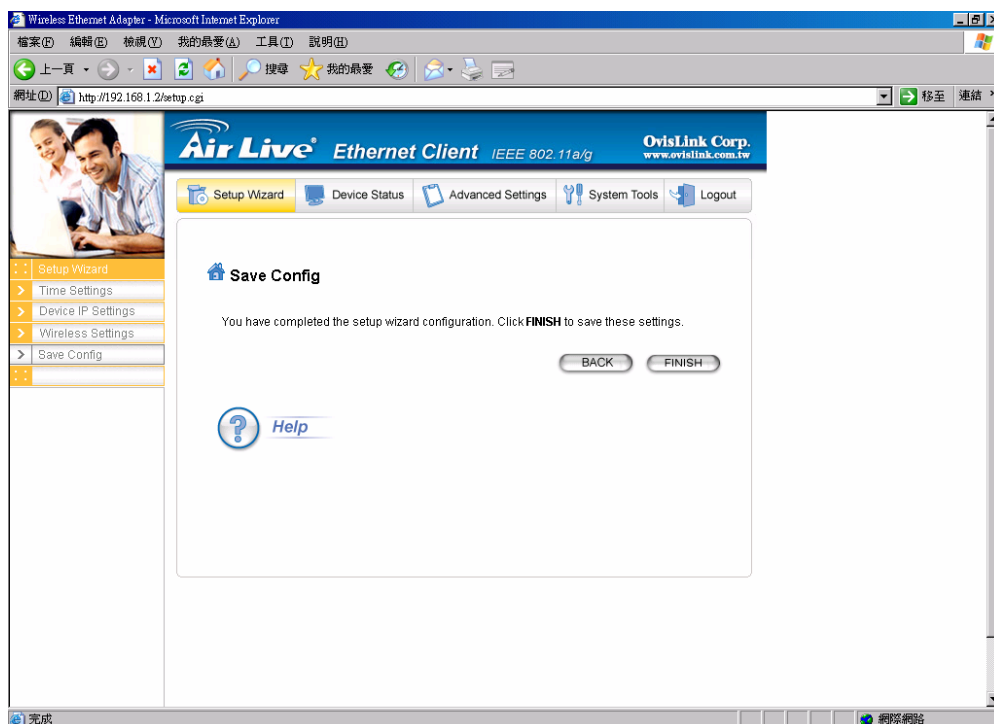 Wireless Ethernet Adapter - Microsoft Internet Explorer
檔案(F) 編輯(E) 檢視(V) 我的最愛(A) 工具(T) 說明(H)
上一頁 搜尋 我的最愛
網址(D) http://192.168.1.2/setup.cgi 移至 連結 »
Air Live® Ethernet Client IEEE 802.11a/g
OvisLink Corp.
www.ovislink.com.tw
Setup Wizard Device Status Advanced Settings System Tools Logout
Setup Wizard
Time Settings
Device IP Settings
Wireless Settings
Save Config
Save Config
You have completed the setup wizard configuration. Click FINISH to save these settings.
BACK FINISH
Help
完成 網際網路